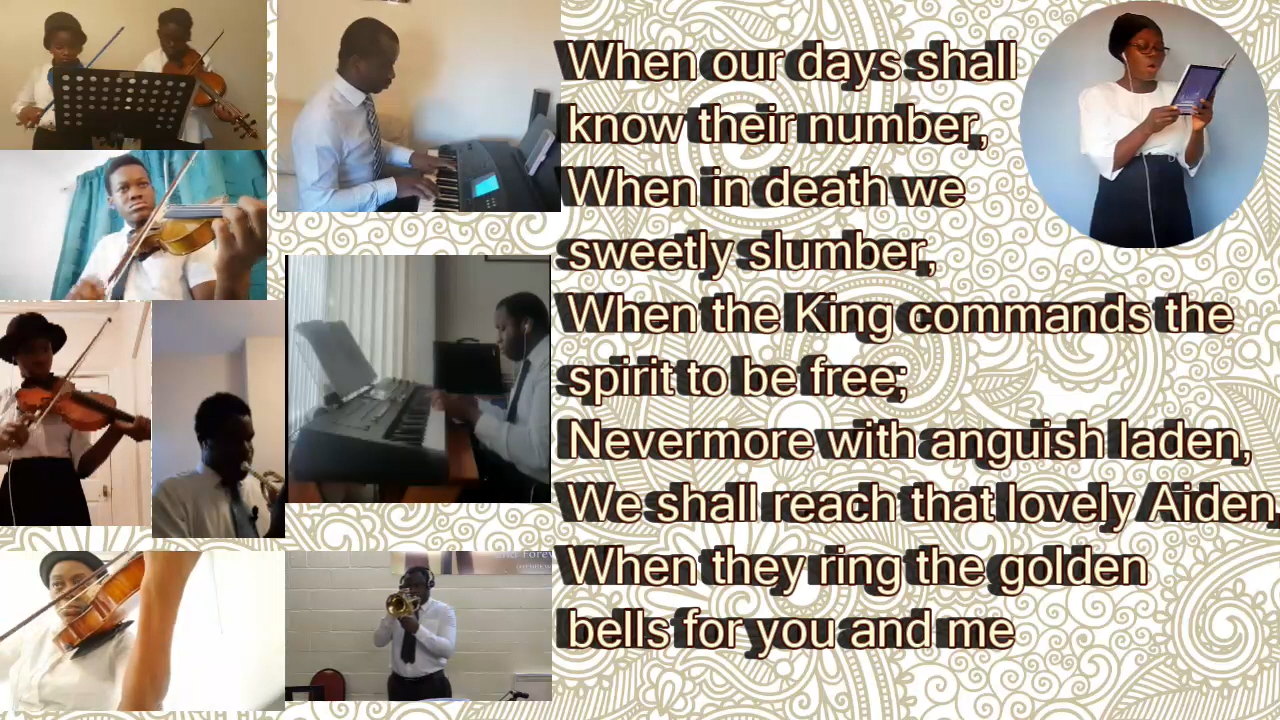 When our days shall
know their number,
When in death we
sweetly slumber,
When the King commands the
spirit to be free;
Nevermore with anguish laden,
We shall reach that lovely Aiden,
When they ring the golden
bells for you and me